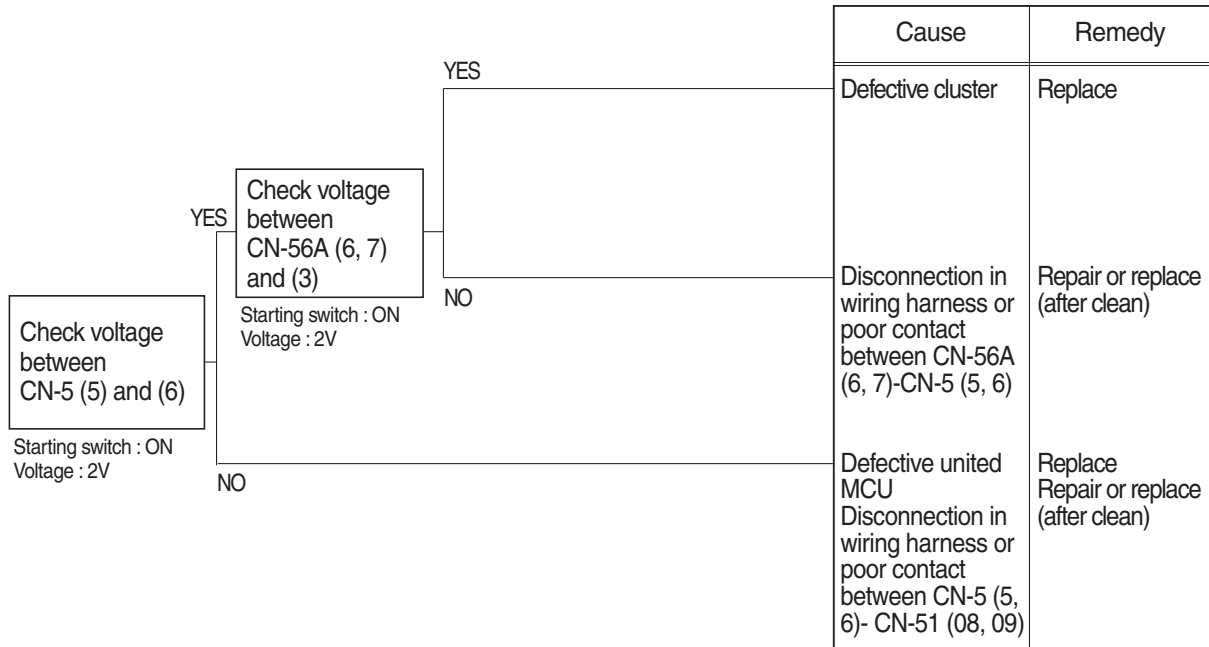 Cause
Remedy
YES
Defective cluster
Replace
Check voltage
between
CN-56A (6, 7)
and (3)
YES
Starting switch : ON
Voltage : 2V
NO
Disconnection in
wiring harness or
poor contact
between CN-56A
(6, 7)-CN-5 (5, 6)
Repair or replace
(after clean)
Check voltage
between
CN-5 (5) and (6)
Starting switch : ON
Voltage : 2V
NO
Defective united
MCU
Disconnection in
wiring harness or
poor contact
between CN-5 (5,
6)- CN-51 (08, 09)
Replace
Repair or replace
(after clean)